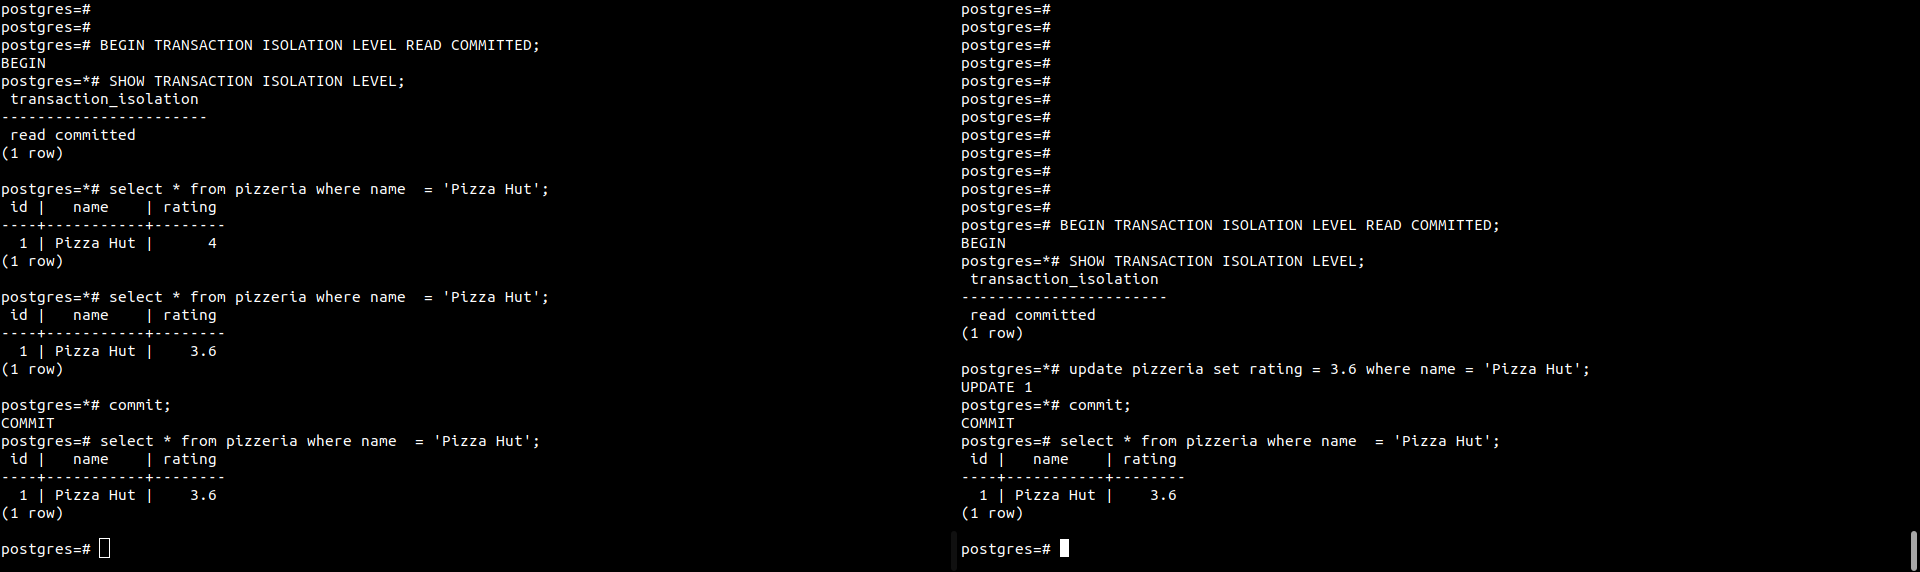 postgres=#
postgres=#
postgres=# BEGIN TRANSACTION ISOLATION LEVEL READ COMMITTED;
BEGIN
postgres=*# SHOW TRANSACTION ISOLATION LEVEL;
 transaction_isolation
-----------------------
 read committed
(1 row)

postgres=*# select * from pizzeria where name  = 'Pizza Hut';
 id |   name    | rating
----+-----------+--------
  1 | Pizza Hut |      4
(1 row)

postgres=*# select * from pizzeria where name  = 'Pizza Hut';
 id |   name    | rating
----+-----------+--------
  1 | Pizza Hut |    3.6
(1 row)

postgres=*# commit;
COMMIT
postgres=# select * from pizzeria where name  = 'Pizza Hut';
 id |   name    | rating
----+-----------+--------
  1 | Pizza Hut |    3.6
(1 row)

postgres=#
postgres=#
postgres=#
postgres=#
postgres=#
postgres=#
postgres=#
postgres=#
postgres=#
postgres=#
postgres=#
postgres=#
postgres=#
postgres=# BEGIN TRANSACTION ISOLATION LEVEL READ COMMITTED;
BEGIN
postgres=*# SHOW TRANSACTION ISOLATION LEVEL;
 transaction_isolation
-----------------------
 read committed
(1 row)

postgres=*# update pizzeria set rating = 3.6 where name = 'Pizza Hut';
UPDATE 1
postgres=*# commit;
COMMIT
postgres=# select * from pizzeria where name  = 'Pizza Hut';
 id |   name    | rating
----+-----------+--------
  1 | Pizza Hut |    3.6
(1 row)

postgres=#